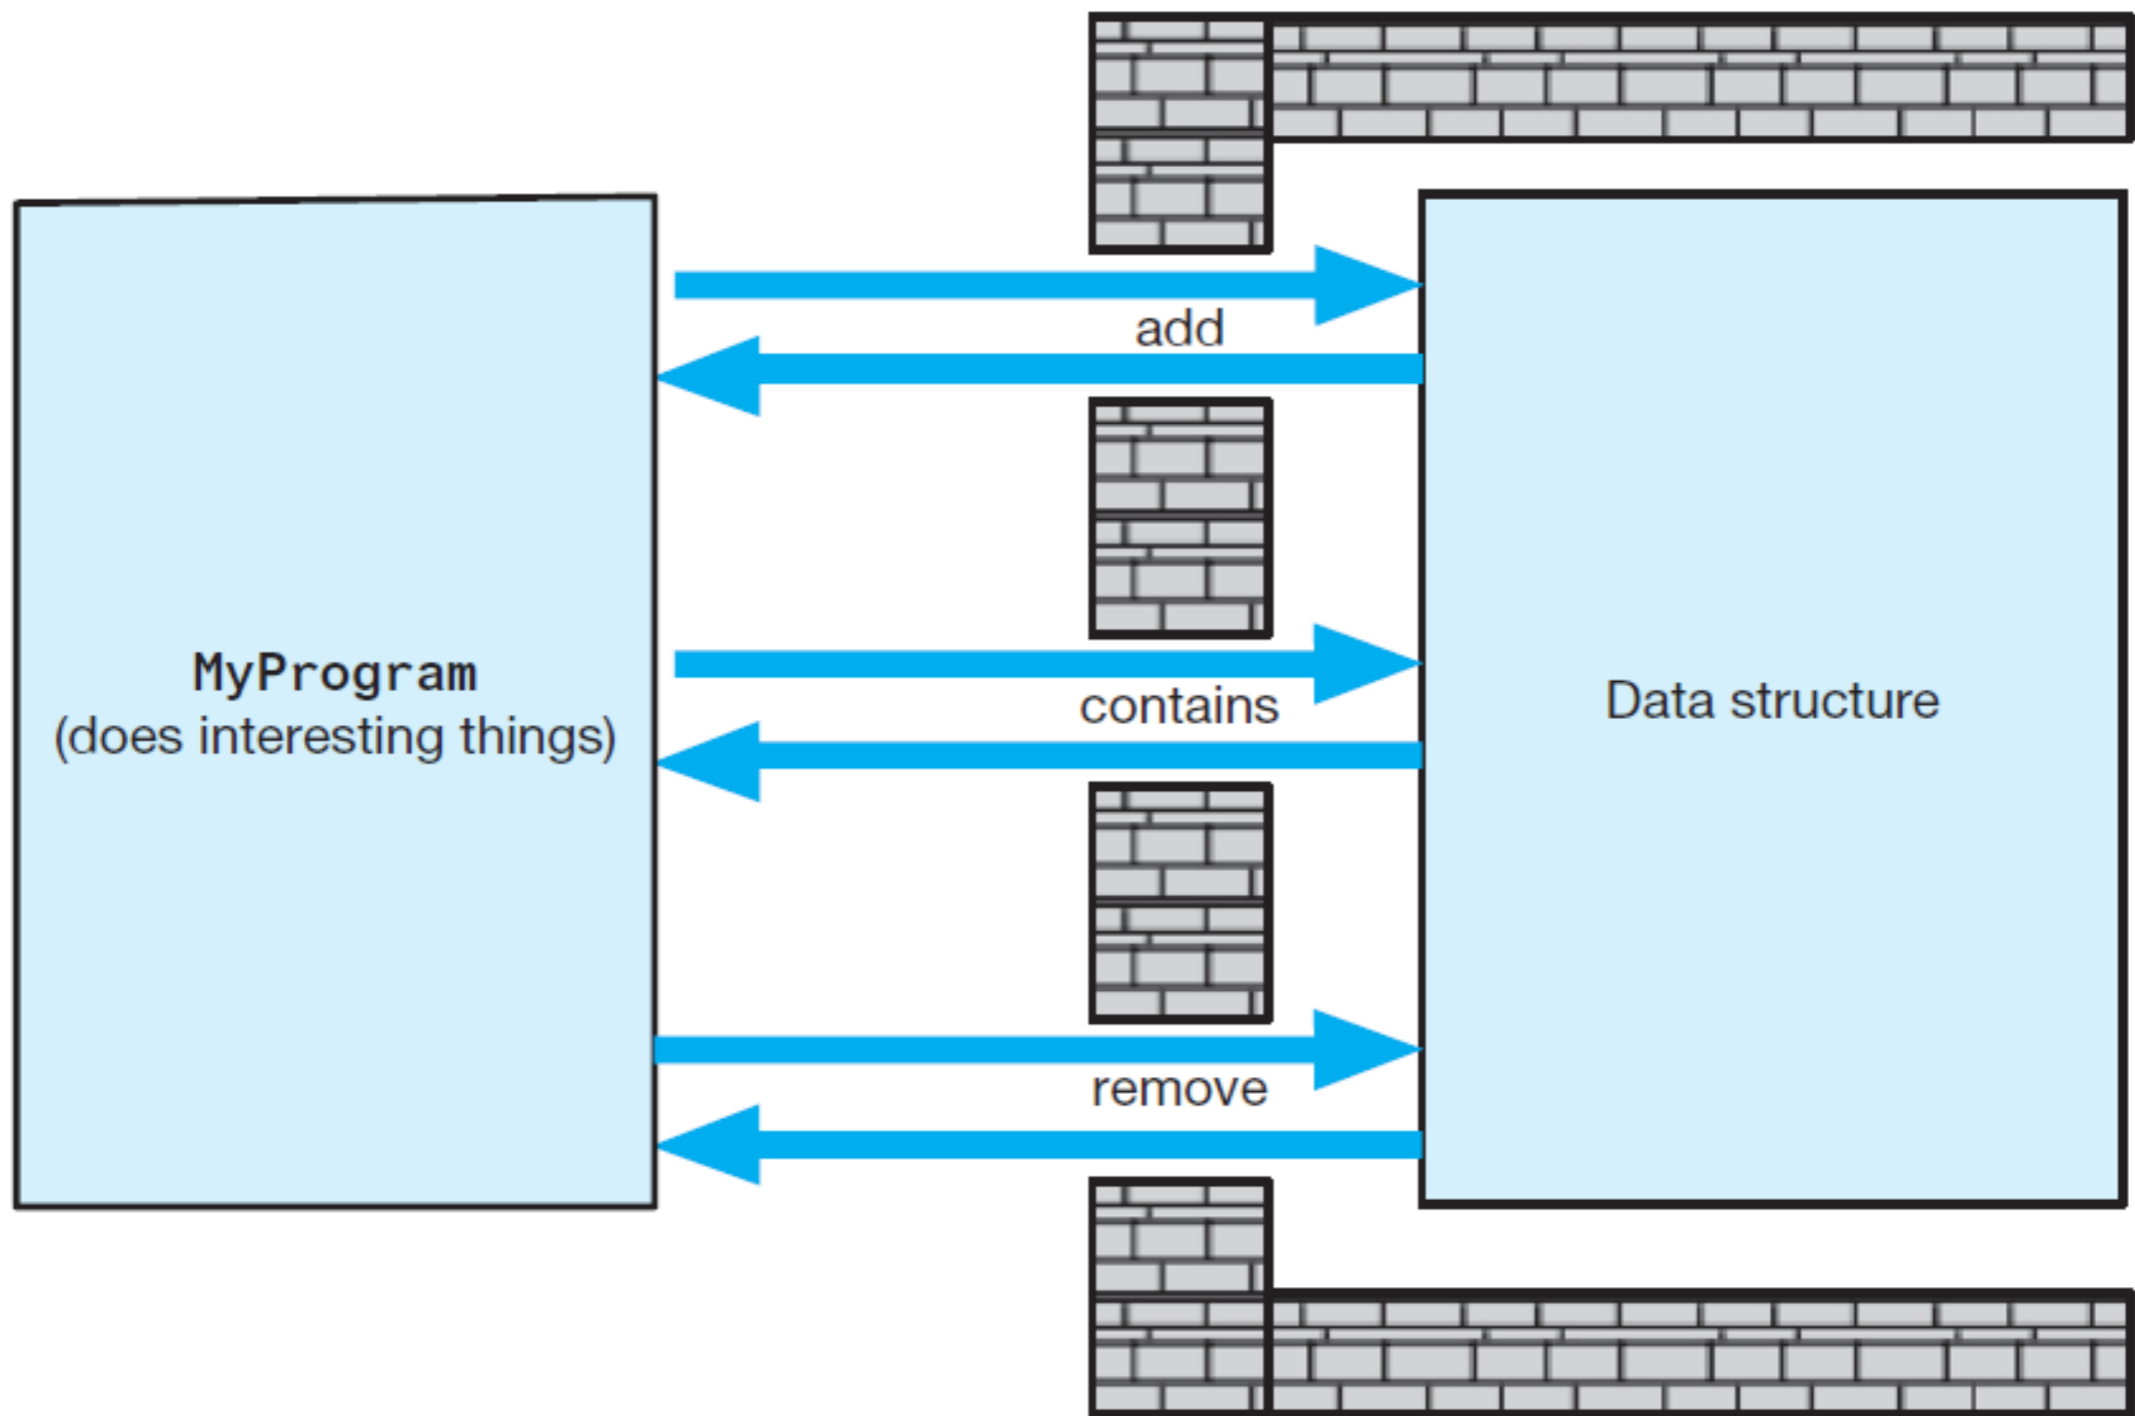 add
MyProgram
(does interesting things)
contains
Data structure
remove